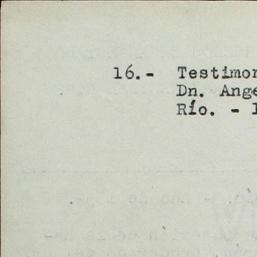 16.- Testimon
Dn. Ange
Río. - 1